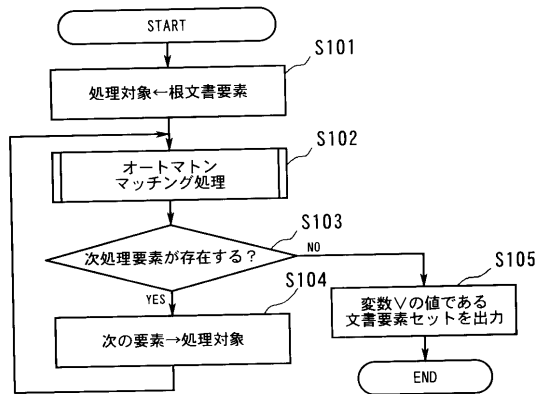 START
S101
処理対象←根文書要素
S102
オートマトン
マッチング処理
S103
次処理要素が存在する?
NO
YES
S104
次の要素→処理対象
S105
変数Vの値である
文書要素セットを出力
END